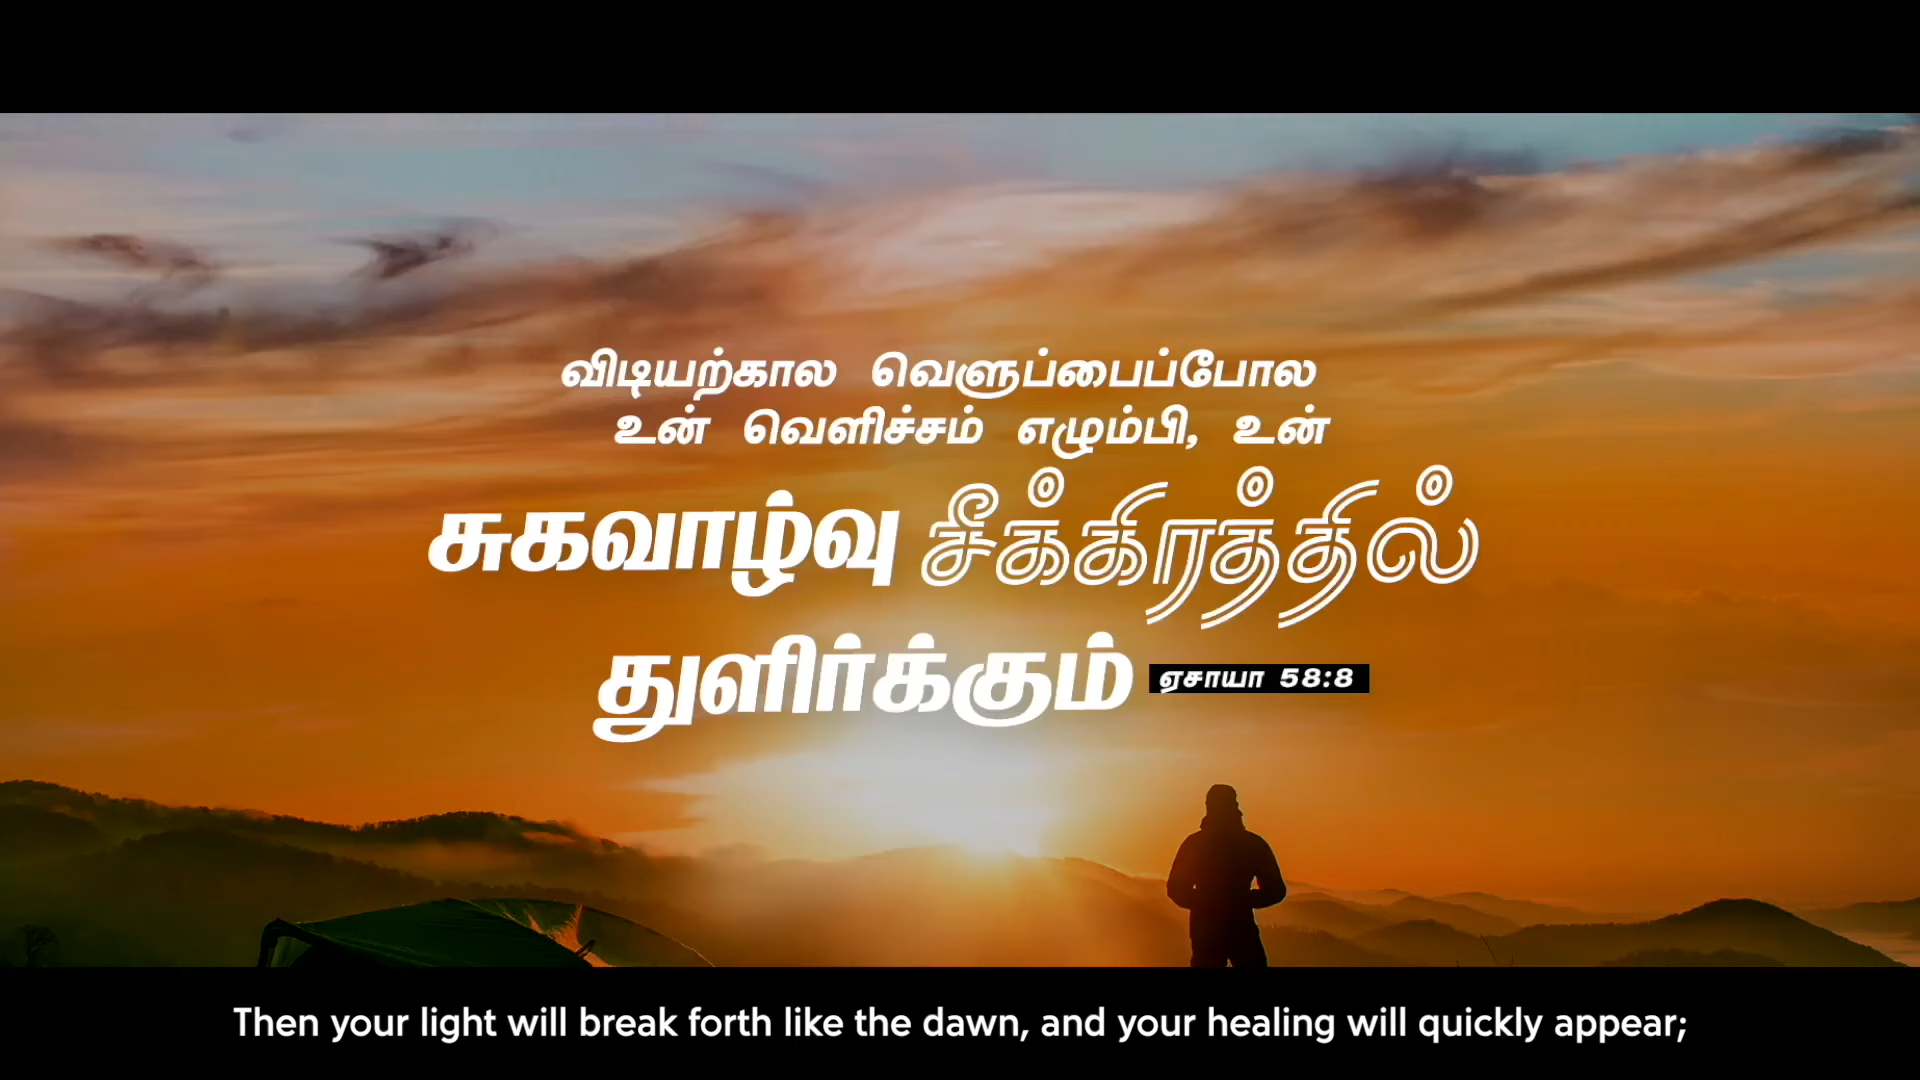 விடியற்கால வெளுப்பைப்போல
உன் வெளிச்சம் எழும்பி, உன்
சுகவாழ்வு சீக்கிரத்தில்
துளிர்க்கும் ஏசாயா 58:8
Then your light will break forth like the dawn, and your healing will quickly appear;